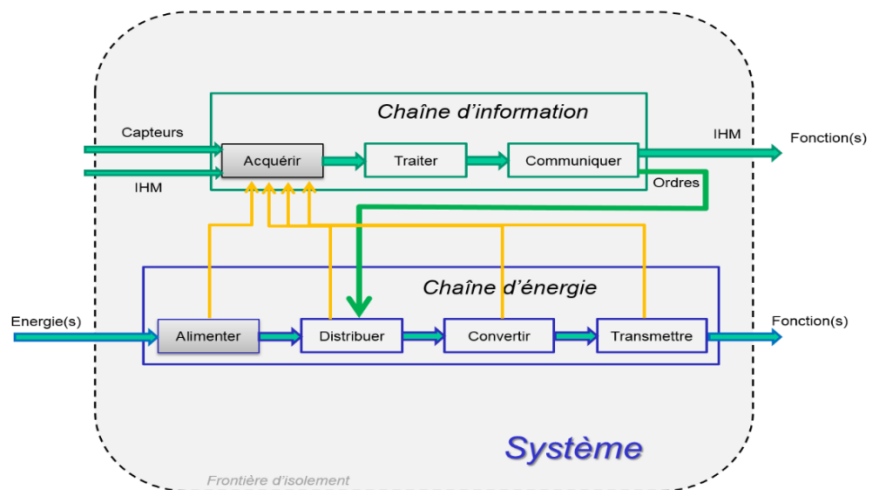 Chaîne d'information
Capteurs
IHM
Fonction(s)
Acquérir
Traiter
Communiquer
IHM
Ordres
Chaîne d'énergie
Energie(s)
Fonction(s)
Alimenter
Distribuer
Convertir
Transmettre
Système
Frontière d'isolement